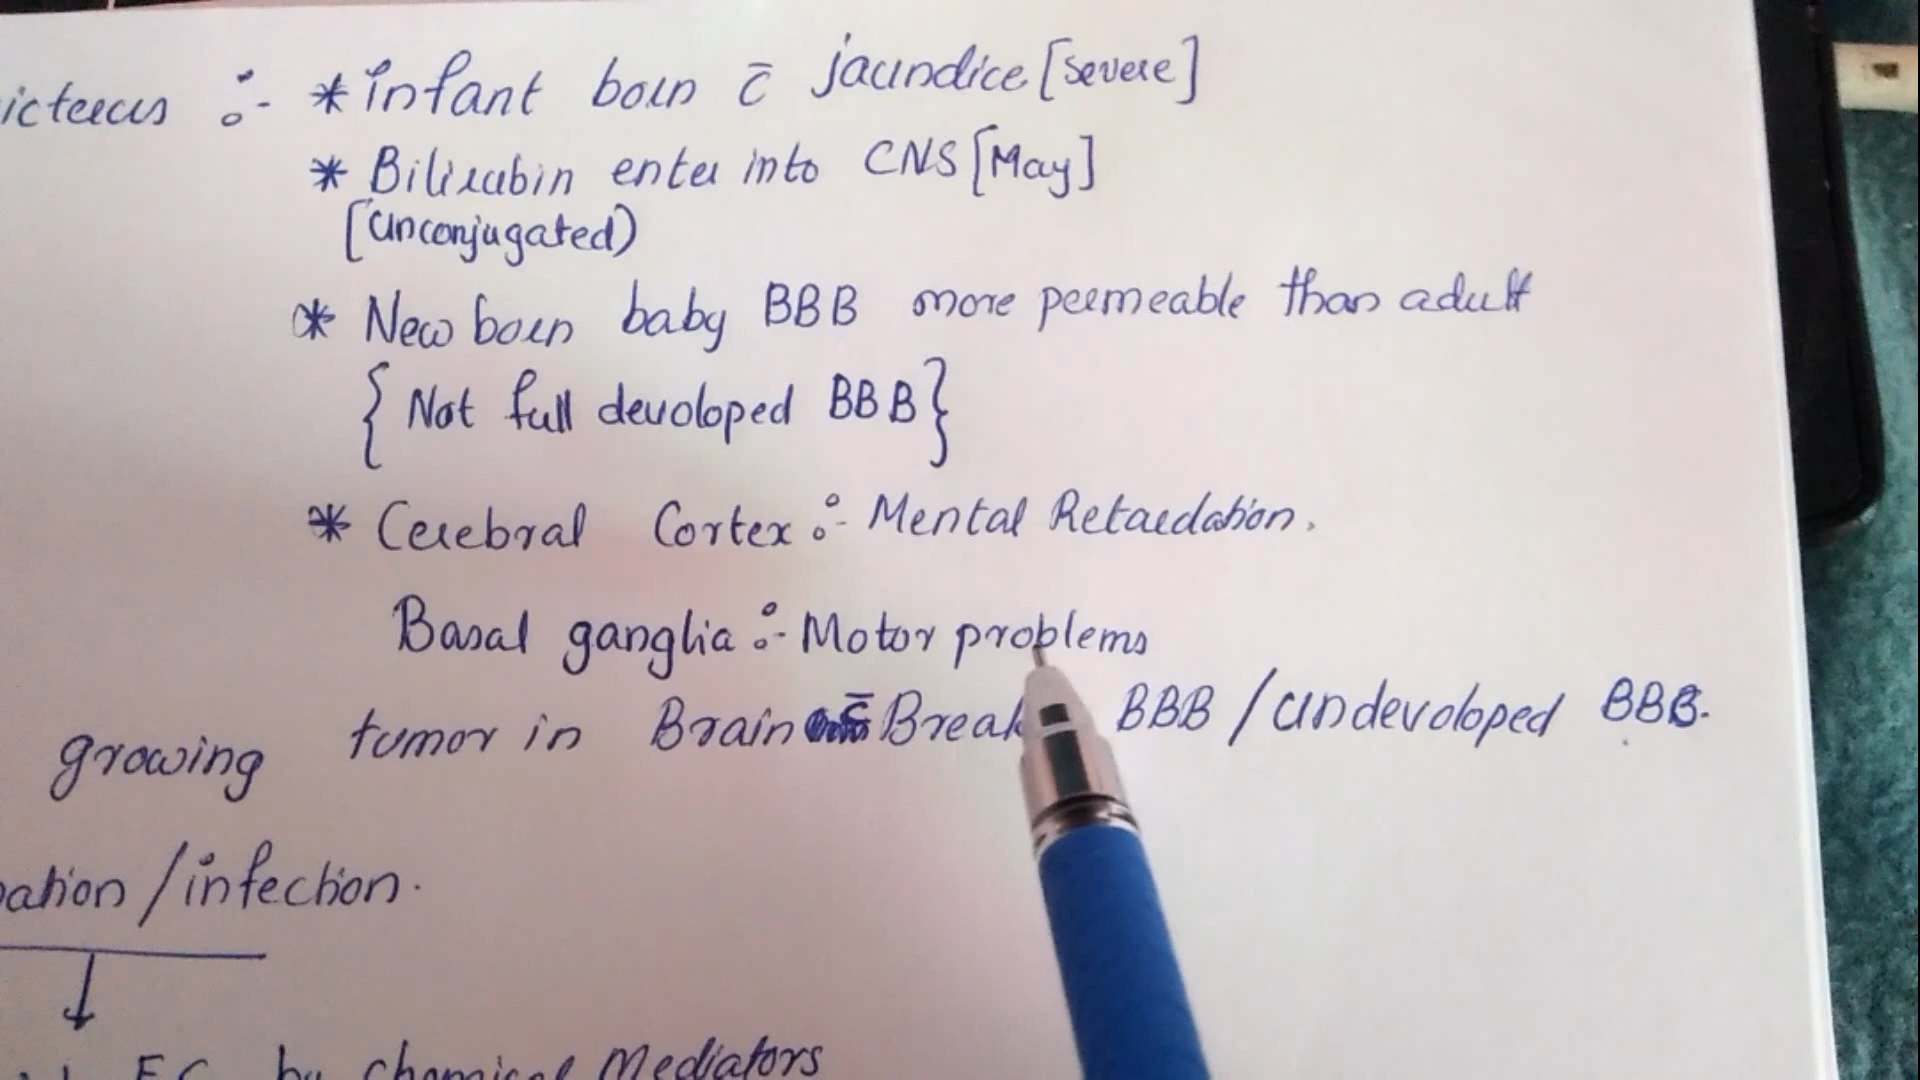 icterus :- * infant born c̄ jaundice [severe]
* Bilirubin enter into CNS [May]
[unconjugated)
* New born baby BBB more permeable than adult
{ Not full devoloped BBB }
* Cerebral Cortex :- Mental Retardation.
Basal ganglia :- Motor problems
growing tumor in Brain c̄ Break BBB / undevoloped BBB.
/infection.
by chemical Mediators